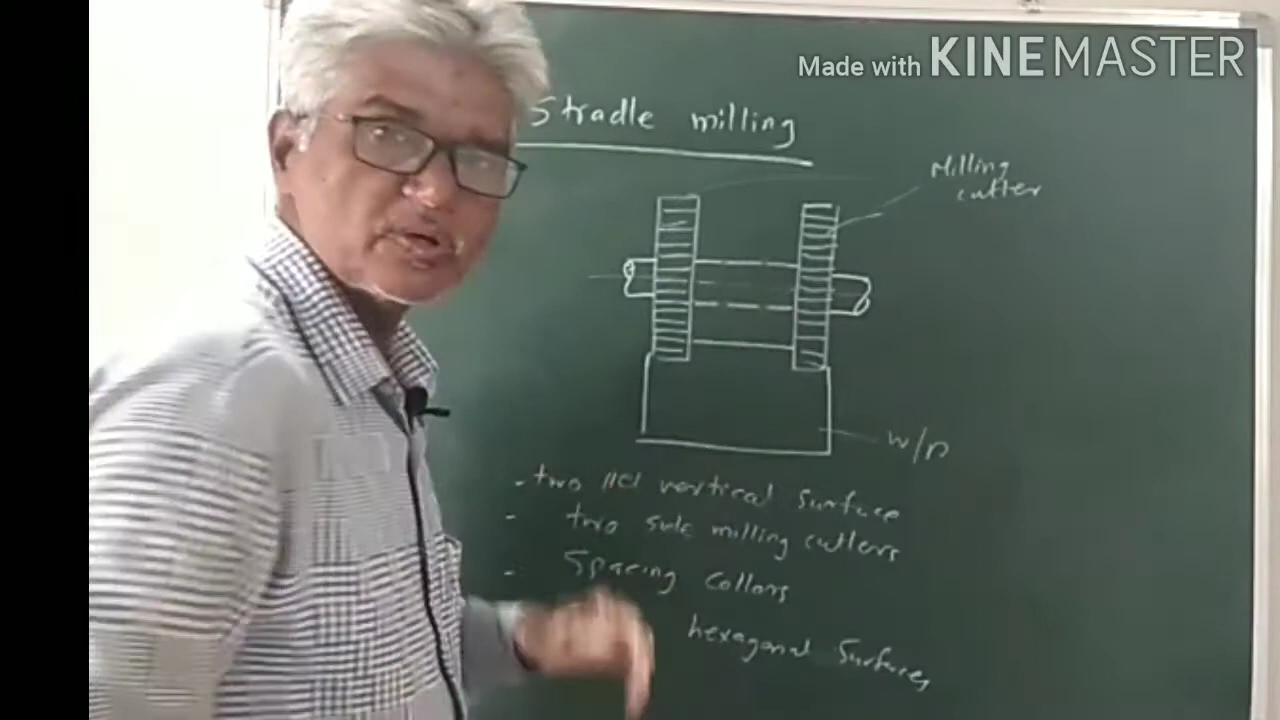 Made with KINEMASTER
Stradle milling
Milling
cutter
w/p
- two ||el vertical surface
- two side milling cutters
- Spacing collars
hexagonal surfaces